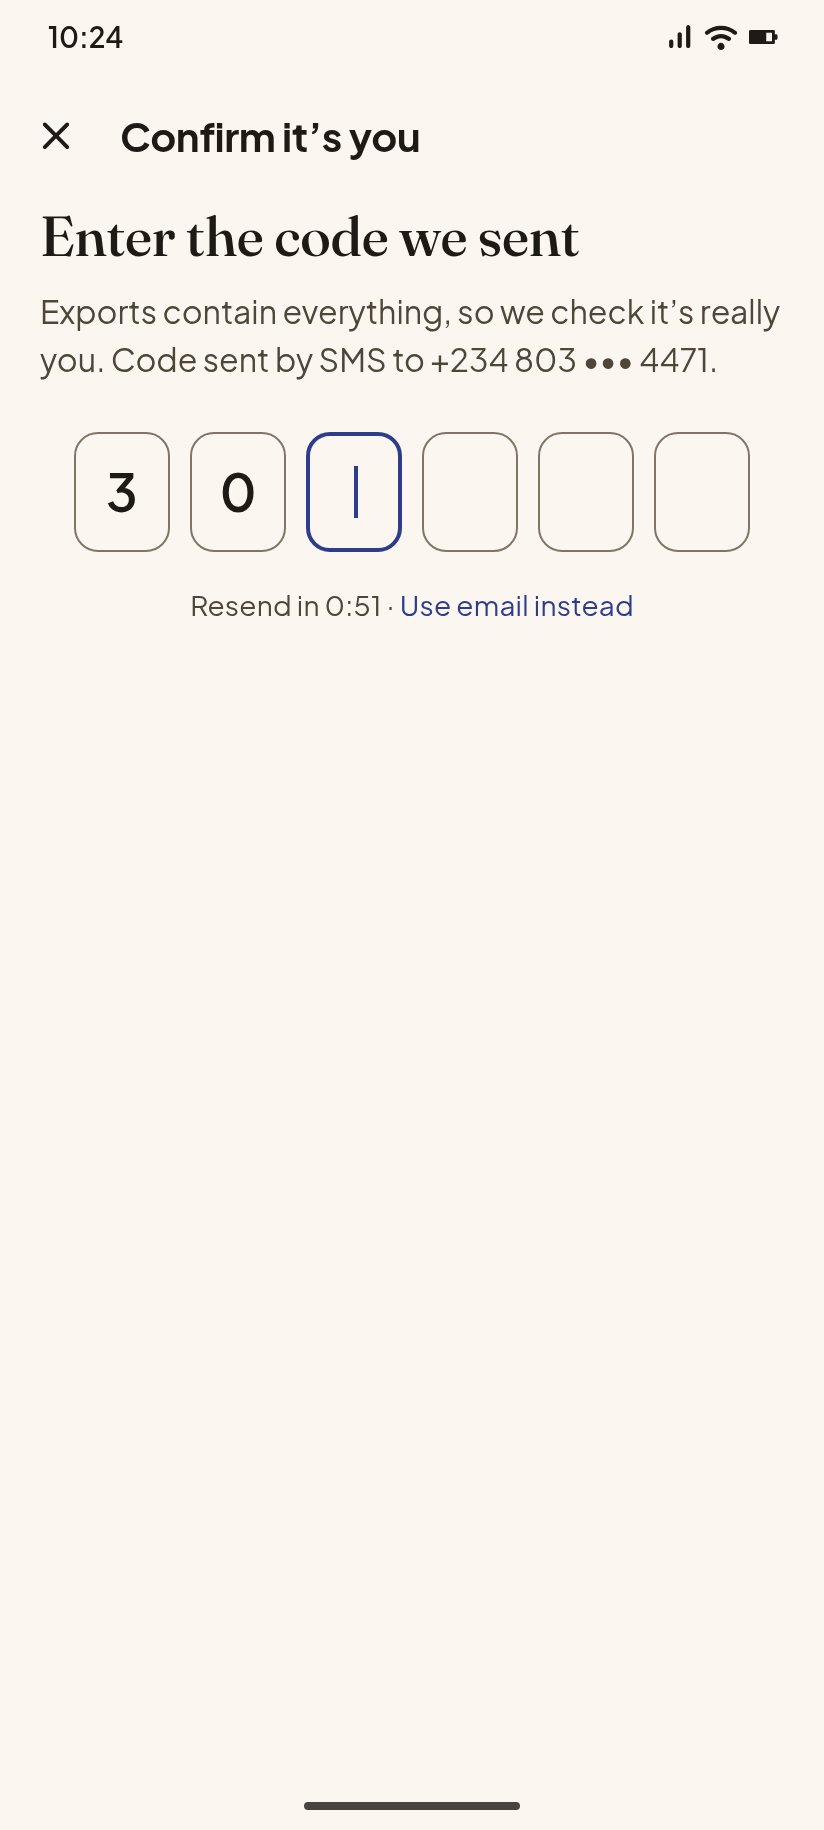 10:24
Confirm it’s you
Enter the code we sent
Exports contain everything, so we check it’s really
you. Code sent by SMS to +234 803 ●●● 4471.
3 0
Resend in 0:51 · Use email instead